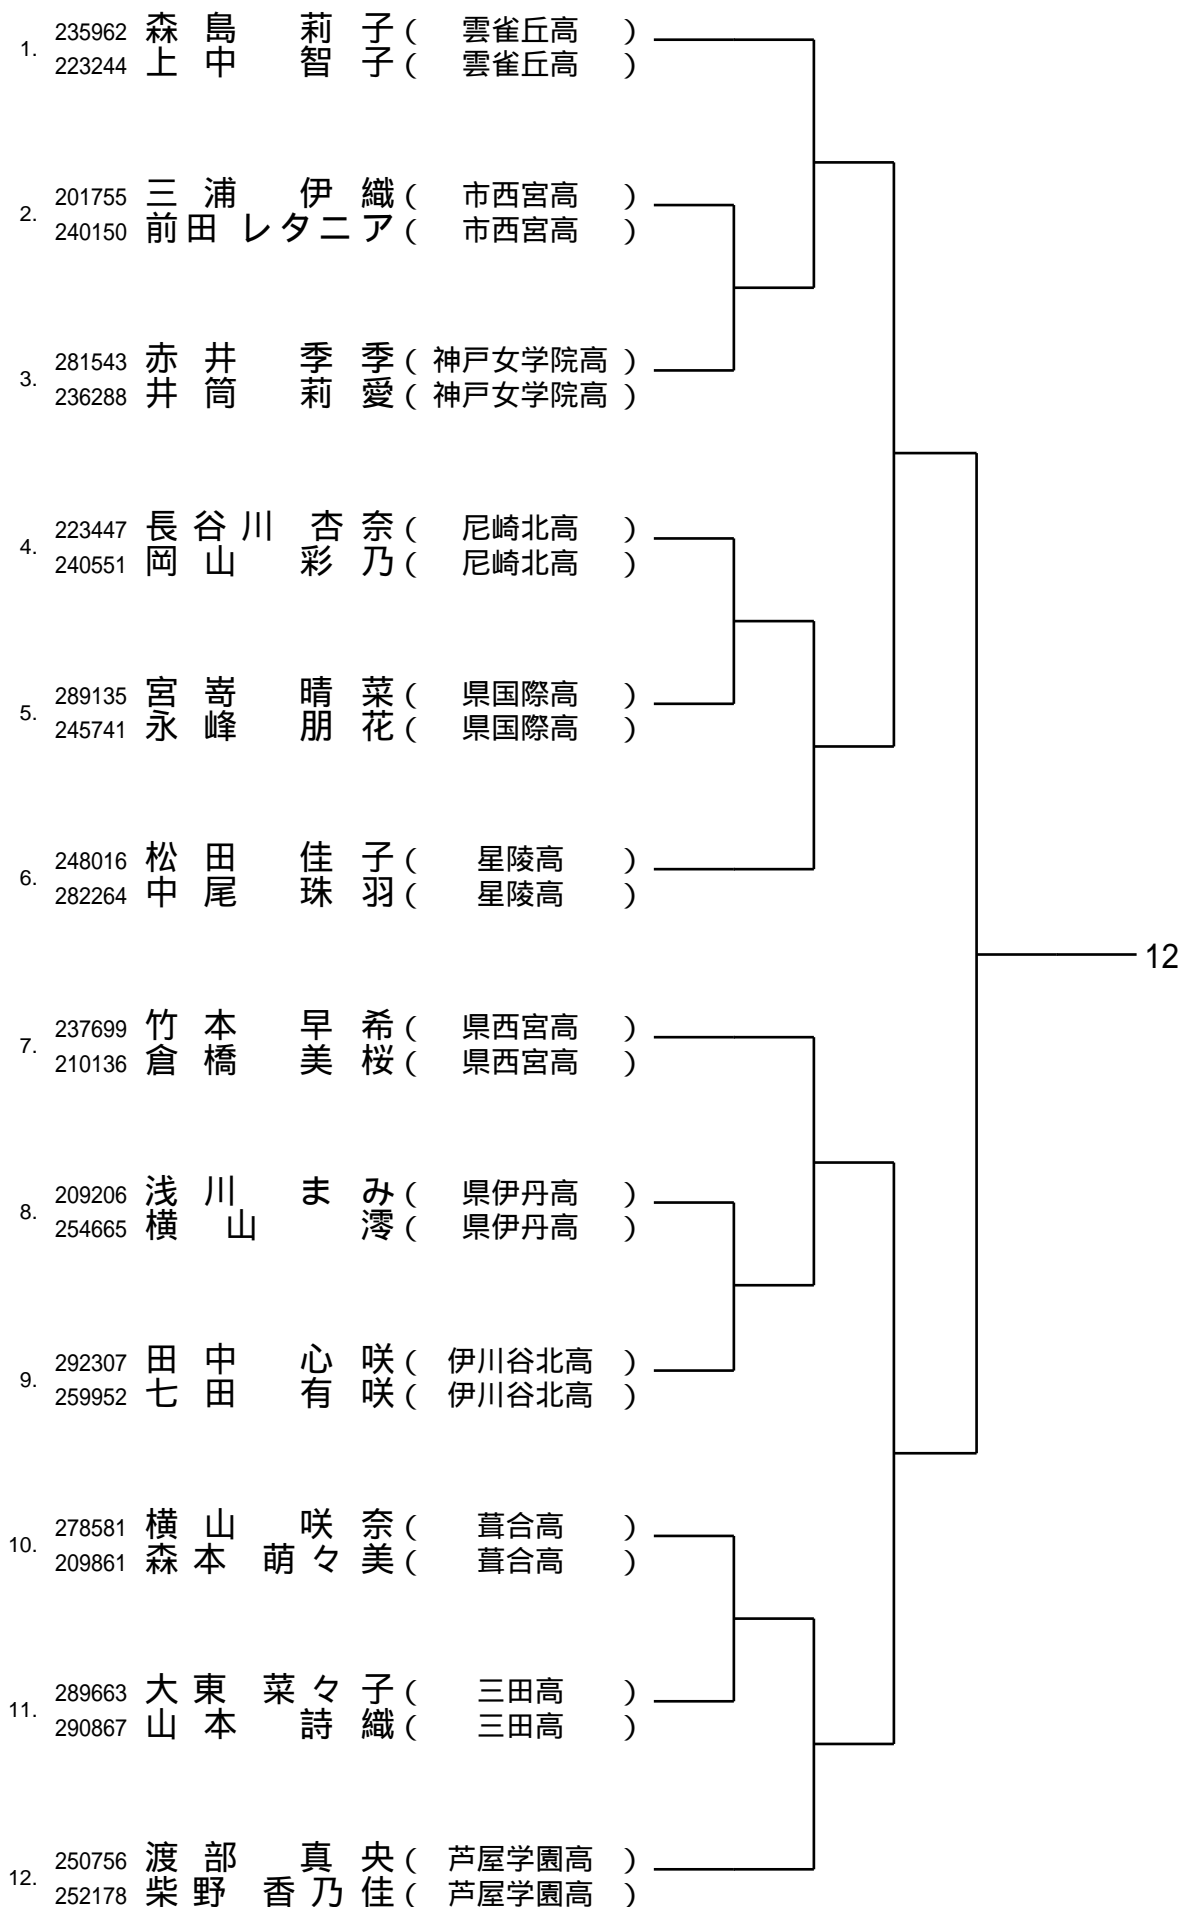 1. 235962 森島 莉子 ( 雲雀丘高 )
223244 上中 智子 ( 雲雀丘高 )
2. 201755 三浦 伊織 ( 市西宮高 )
240150 前田 レタニア ( 市西宮高 )
3. 281543 赤井 季季 ( 神戸女学院高 )
236288 井筒 莉愛 ( 神戸女学院高 )
4. 223447 長谷川 杏奈 ( 尼崎北高 )
240551 岡山 彩乃 ( 尼崎北高 )
5. 289135 宮嵜 晴菜 ( 県国際高 )
245741 永峰 朋花 ( 県国際高 )
6. 248016 松田 佳子 ( 星陵高 )
282264 中尾 珠羽 ( 星陵高 )
12
7. 237699 竹本 早希 ( 県西宮高 )
210136 倉橋 美桜 ( 県西宮高 )
8. 209206 浅川 まみ ( 県伊丹高 )
254665 横山 澪 ( 県伊丹高 )
9. 292307 田中 心咲 ( 伊川谷北高 )
259952 七田 有咲 ( 伊川谷北高 )
10. 278581 横山 咲奈 ( 葺合高 )
209861 森本 萌々美 ( 葺合高 )
11. 289663 大東 菜々子 ( 三田高 )
290867 山本 詩織 ( 三田高 )
12. 250756 渡部 真央 ( 芦屋学園高 )
252178 柴野 香乃佳 ( 芦屋学園高 )